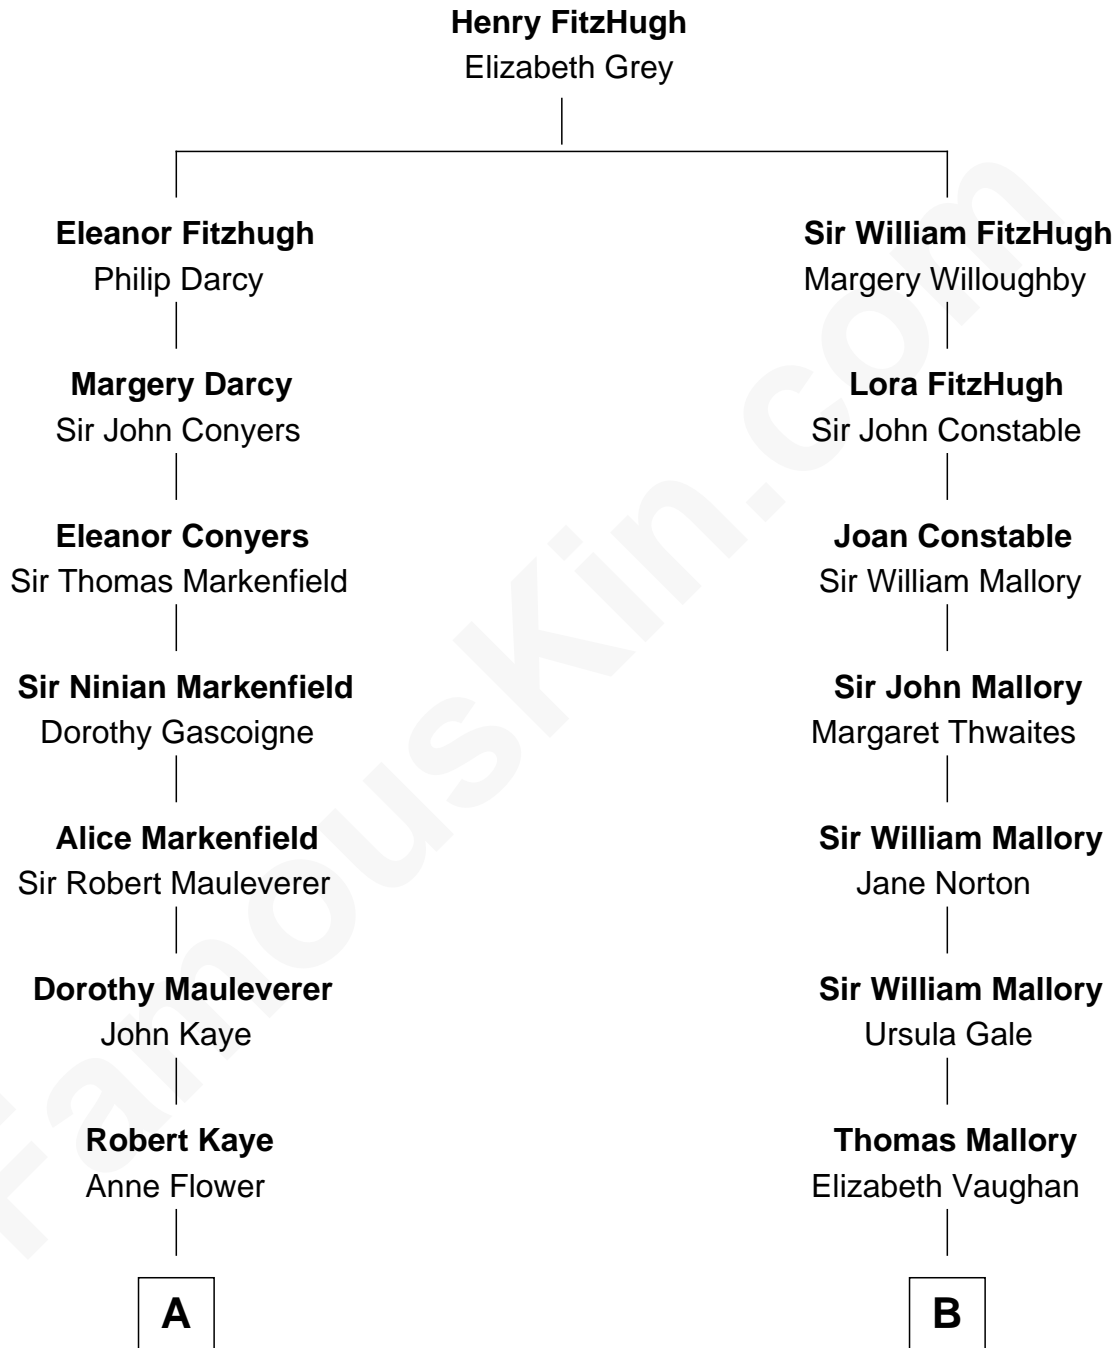 Henry FitzHugh
Elizabeth Grey
Eleanor Fitzhugh
Philip Darcy
Sir William FitzHugh
Margery Willoughby
Margery Darcy
Sir John Conyers
Lora FitzHugh
Sir John Constable
Eleanor Conyers
Sir Thomas Markenfield
Joan Constable
Sir William Mallory
Sir Ninian Markenfield
Dorothy Gascoigne
Sir John Mallory
Margaret Thwaites
Alice Markenfield
Sir Robert Mauleverer
Sir William Mallory
Jane Norton
Dorothy Mauleverer
John Kaye
Sir William Mallory
Ursula Gale
Robert Kaye
Anne Flower
Thomas Mallory
Elizabeth Vaughan
A
B
FamousKin.com